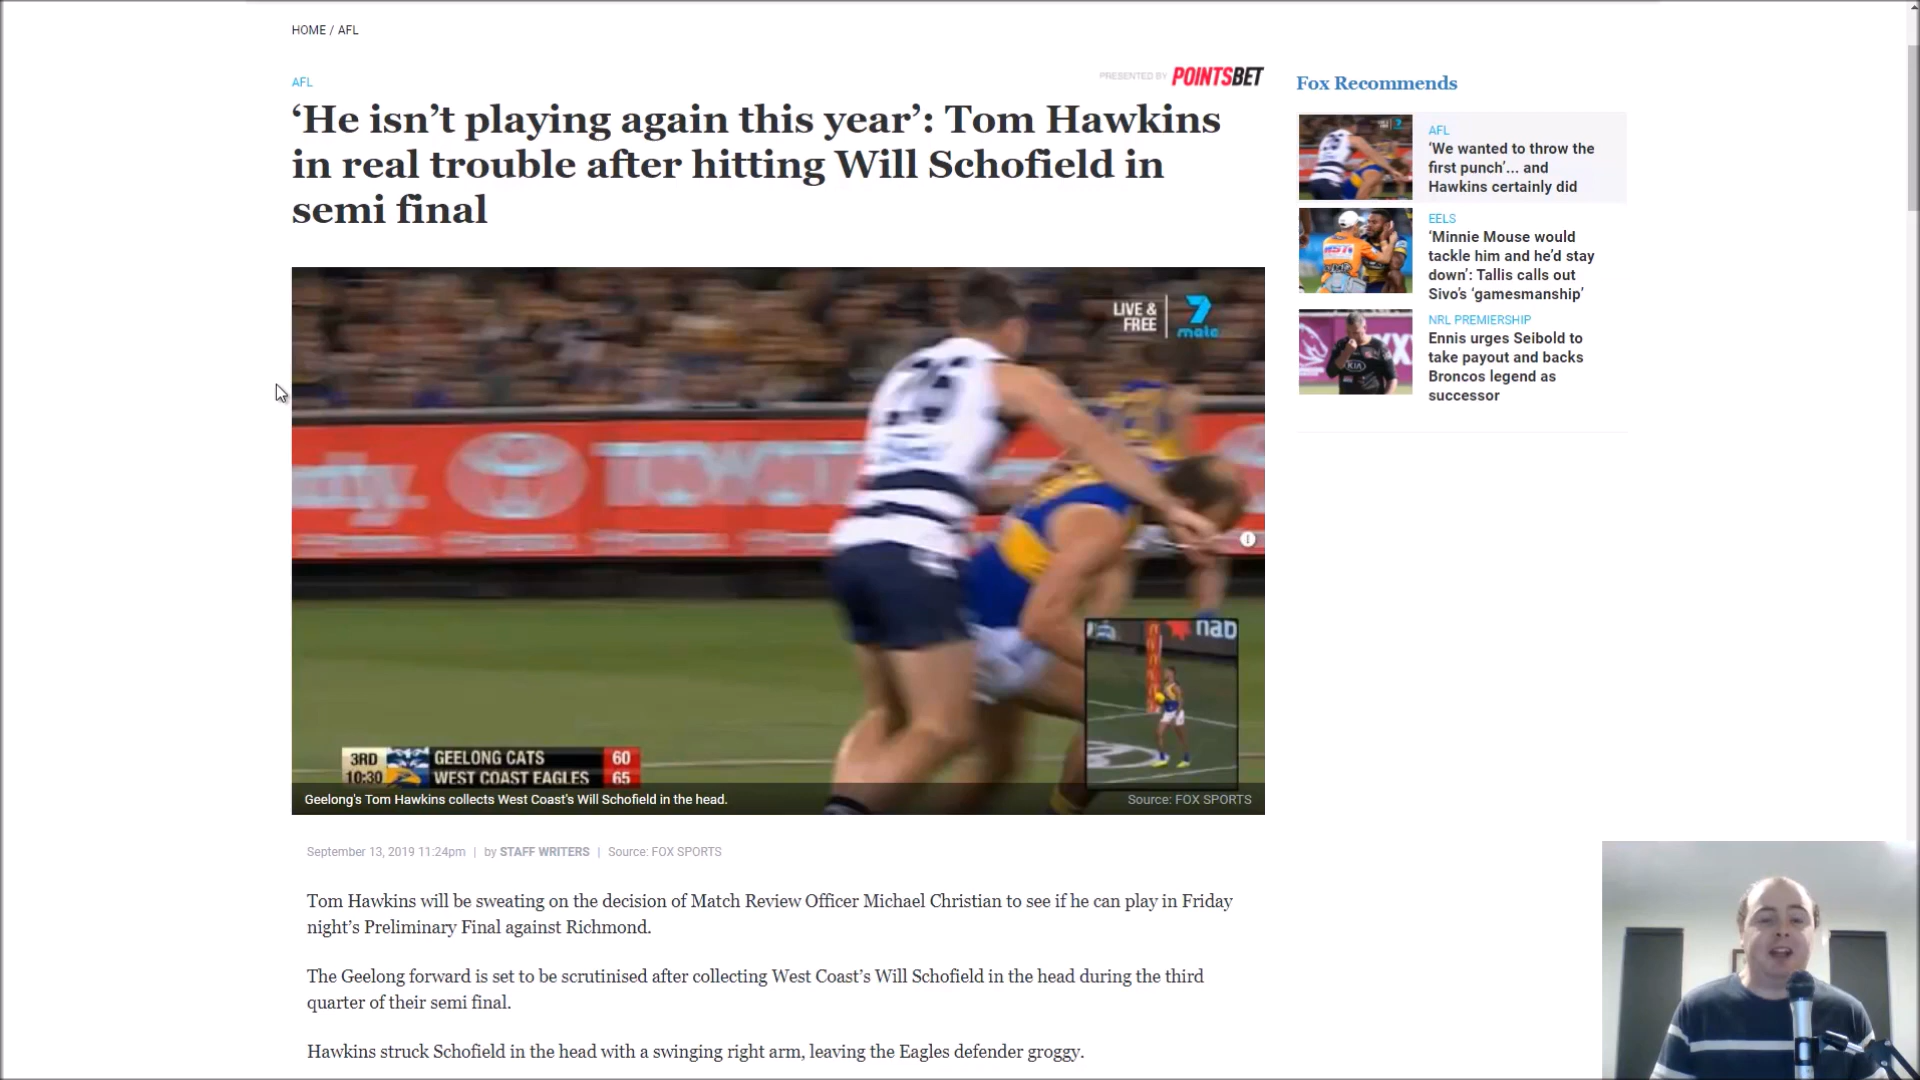 HOME / AFL
AFL
PRESENTED BY POINTSBET
‘He isn’t playing again this year’: Tom Hawkins
in real trouble after hitting Will Schofield in
semi final
LIVE &
FREE
7
mate
TOYOTA
nab
3RD
GEELONG CATS 60
10:30
WEST COAST EAGLES 65
Geelong's Tom Hawkins collects West Coast's Will Schofield in the head.
Source: FOX SPORTS
September 13, 2019 11:24pm | by STAFF WRITERS | Source: FOX SPORTS
Tom Hawkins will be sweating on the decision of Match Review Officer Michael Christian to see if he can play in Friday
night’s Preliminary Final against Richmond.
The Geelong forward is set to be scrutinised after collecting West Coast’s Will Schofield in the head during the third
quarter of their semi final.
Hawkins struck Schofield in the head with a swinging right arm, leaving the Eagles defender groggy.
Fox Recommends
AFL
‘We wanted to throw the
first punch’... and
Hawkins certainly did
EELS
‘Minnie Mouse would
tackle him and he’d stay
down’: Tallis calls out
Sivo’s ‘gamesmanship’
NRL PREMIERSHIP
Ennis urges Seibold to
take payout and backs
Broncos legend as
successor
KIA